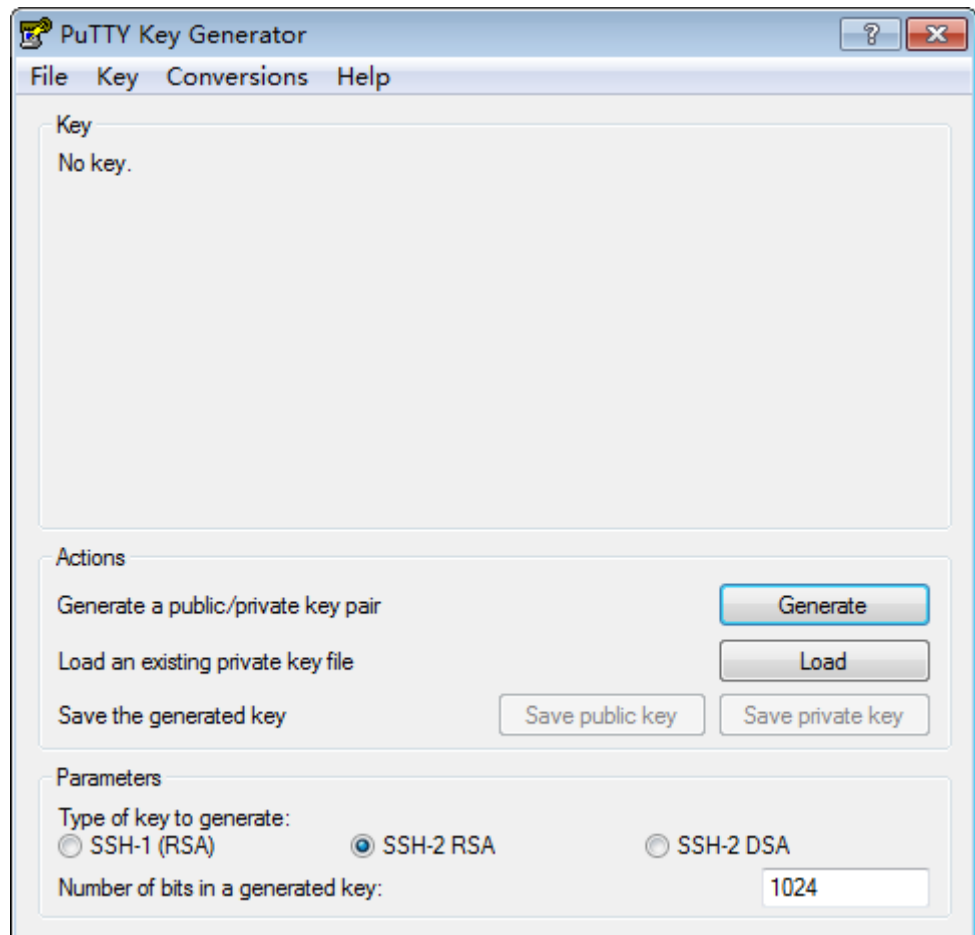 PuTTY Key Generator
File Key Conversions Help
Key
No key.
Actions
Generate a public/private key pair Generate
Load an existing private key file Load
Save the generated key Save public key Save private key
Parameters
Type of key to generate:
SSH-1 (RSA) SSH-2 RSA SSH-2 DSA
Number of bits in a generated key: 1024